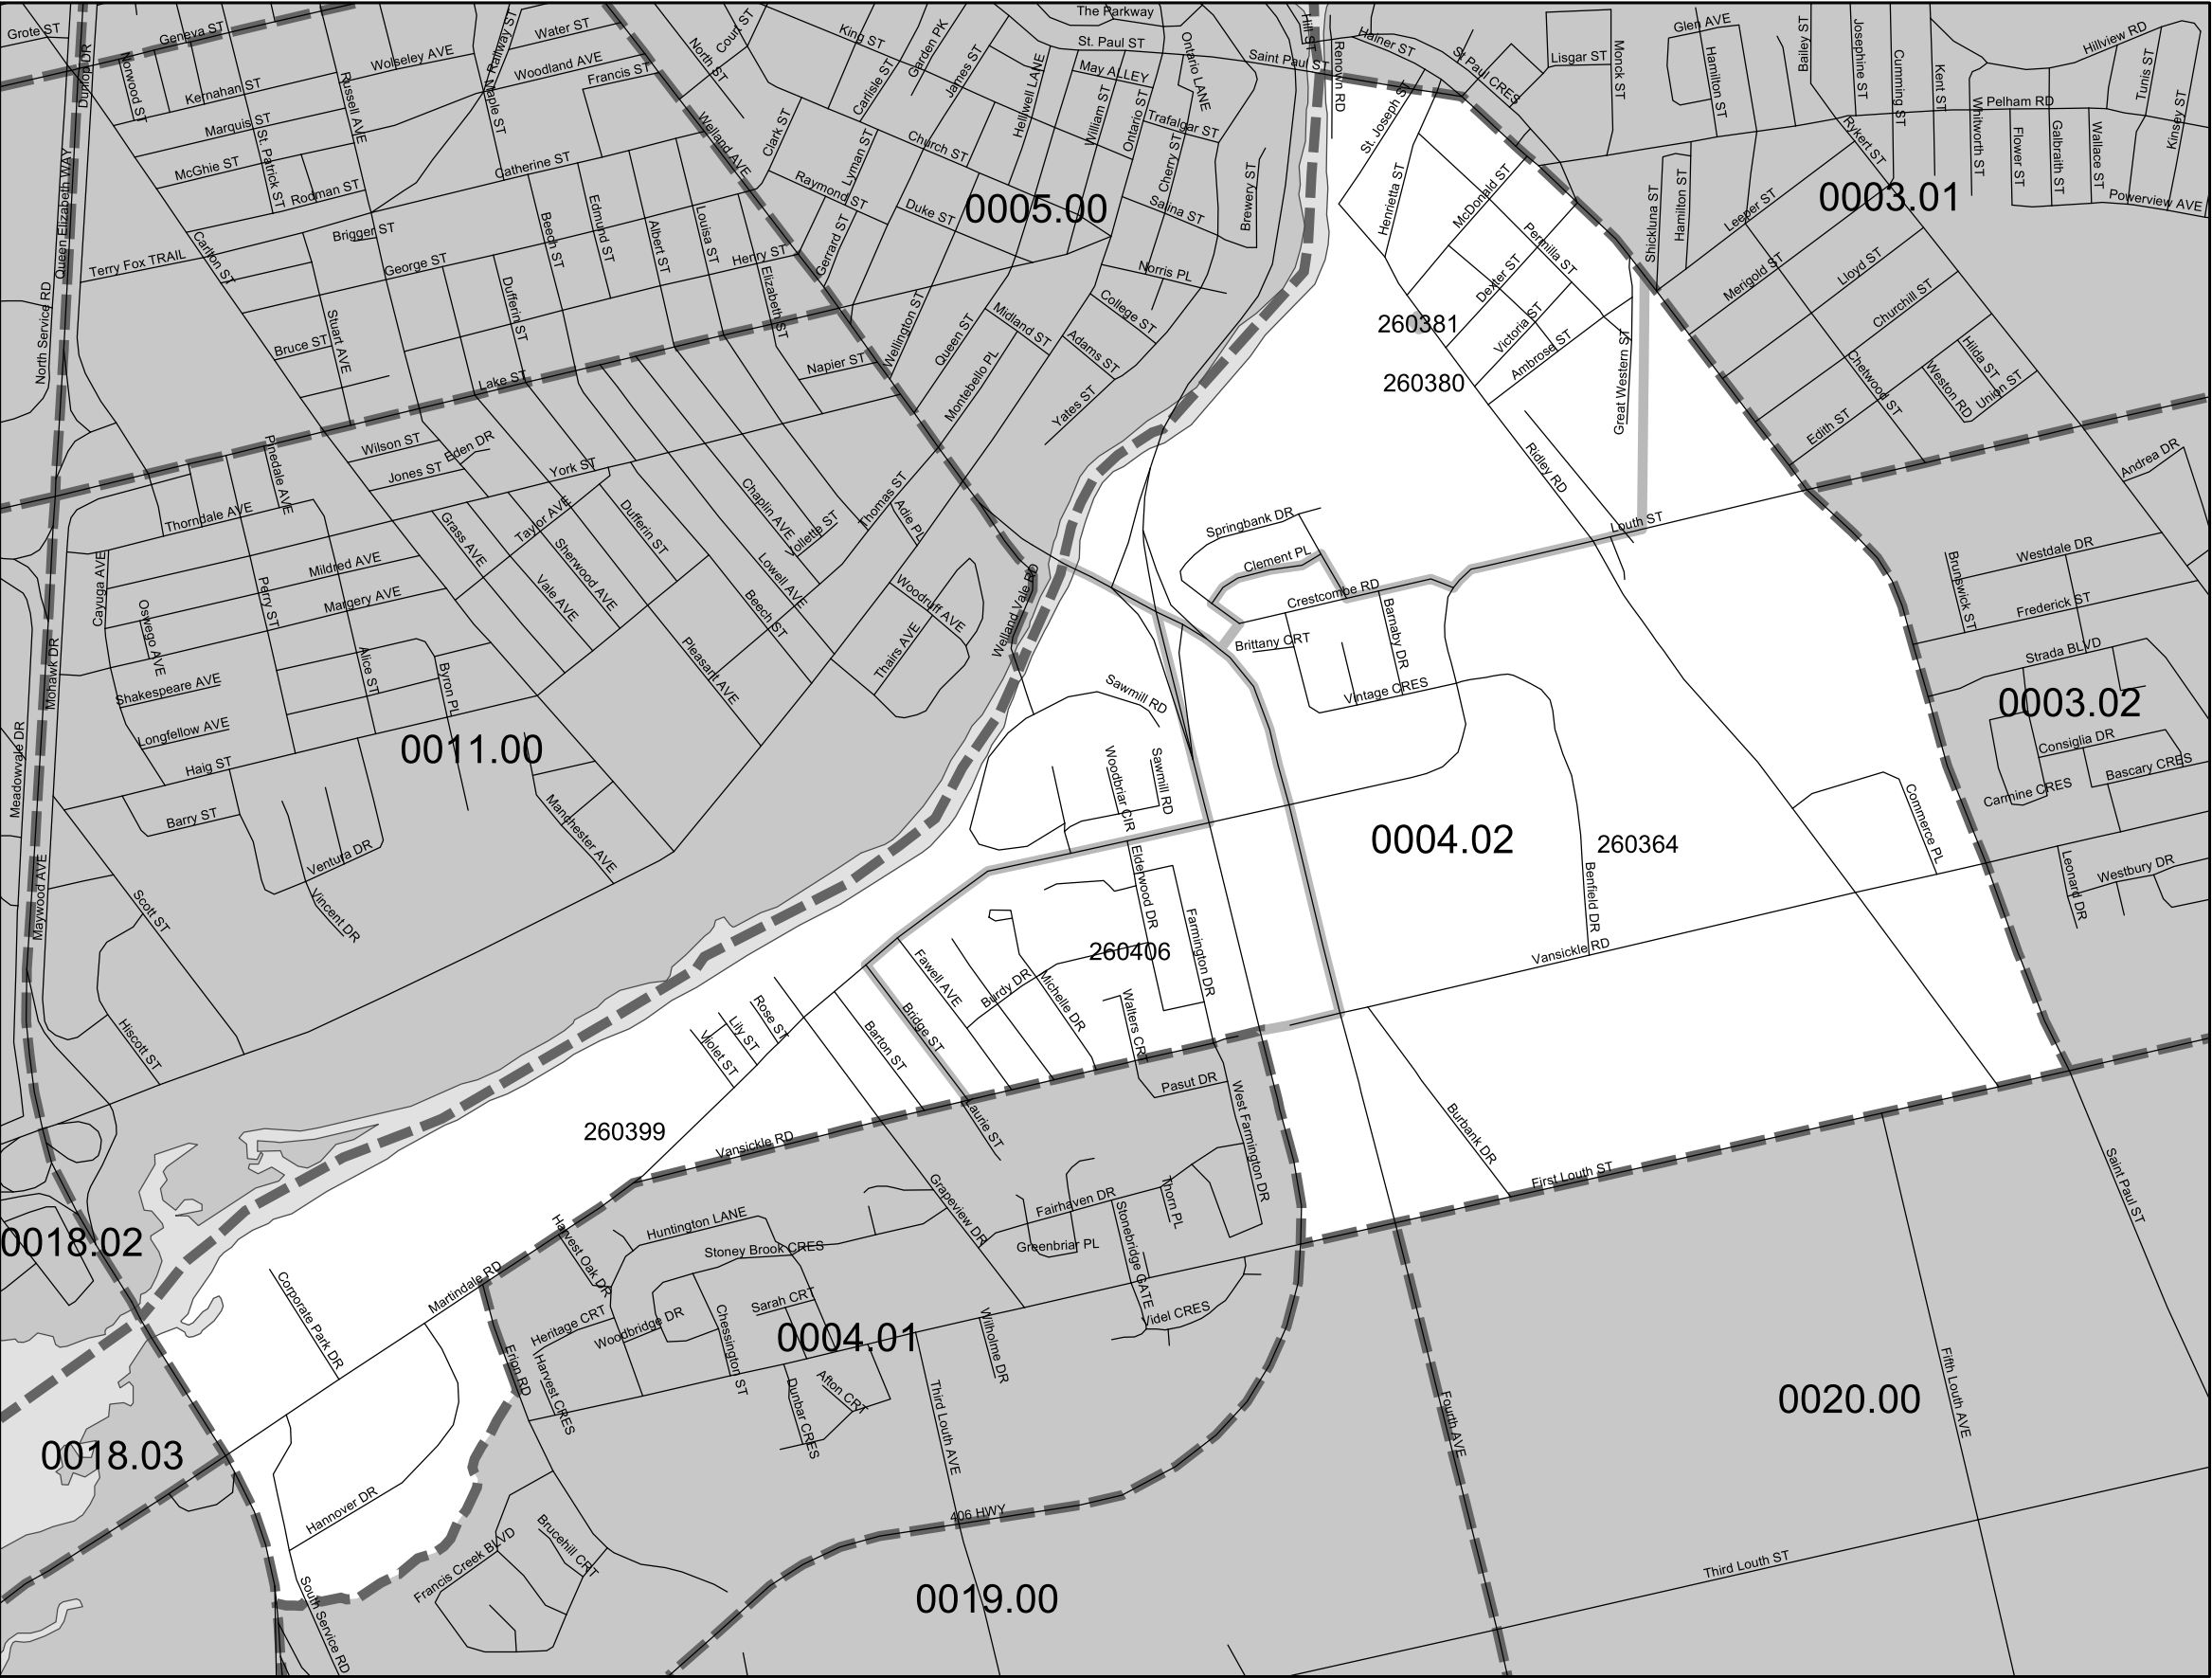 Grote ST
Geneva ST
Dunlop DR
Norwood ST
Kernahan ST
Wolseley AVE
Russell AVE
Water ST
Woodland AVE
Francis ST
Maple ST
Marquis ST
St. Patrick ST
McGhie ST
Rodman ST
Catherine ST
Queen Elizabeth WAY
North Service RD
Terry Fox TRAIL
Carlton ST
Brigger ST
George ST
Stuart AVE
Bruce ST
Dufferin ST
Beech ST
Edmund ST
Albert ST
Louisa ST
Henry ST
Elizabeth ST
Napier ST
Lake ST
North ST
Court ST
Welland AVE
King ST
Carlisle ST
Garden PK
James ST
The Parkway
St. Paul ST
May ALLEY
Helliwell LANE
William ST
Ontario ST
Ontario LANE
Trafalgar ST
Cherry ST
Salina ST
Brewery ST
Clark ST
Lyman ST
Church ST
Raymond ST
Gerrard ST
Duke ST
0005.00
Norris PL
College ST
Midland ST
Adams ST
Wellington ST
Queen ST
Montebello PL
Yates ST
Saint Paul ST
Hill ST
Renown RD
Hainer ST
St Paul CRES
St. Joseph ST
Henrietta ST
McDonald ST
Permilla ST
Dexter ST
Victoria ST
Ambrose ST
Great Western ST
260381
260380
Ridley RD
Lisgar ST
Monck ST
Glen AVE
Hamilton ST
Bailey ST
Josephine ST
Cumming ST
Kent ST
Hillview RD
Tunis ST
Kinsey ST
Pelham RD
Whitworth ST
Flower ST
Galbraith ST
Wallace ST
Powerview AVE
Rykert ST
0003.01
Shickluna ST
Hamilton ST
Leeper ST
Merigold ST
Lloyd ST
Churchill ST
Chetwood ST
Hilda ST
Weston RD
Union ST
Edith ST
Andrea DR
Pinedale AVE
Thorndale AVE
Wilson ST
Jones ST
Eden DR
York ST
Taylor AVE
Grass AVE
Vale AVE
Sherwood AVE
Dufferin ST
Chaplin AVE
Vollette ST
Thomas ST
Adie PL
Lowell AVE
Beech ST
Pleasant AVE
Woodruff AVE
Thairs AVE
Welland Vale RD
Cayuga AVE
Oswego AVE
Mildred AVE
Margery AVE
Perry ST
Alice ST
Byron PL
Shakespeare AVE
Longfellow AVE
Haig ST
0011.00
Mohawk DR
Meadowvale DR
Maywood AVE
Barry ST
Ventura DR
Vincent DR
Manchester AVE
Scott ST
Hiscott ST
Springbank DR
Clement PL
Crestcombe RD
Brittany CRT
Barnaby DR
Vintage CRES
Louth ST
Sawmill RD
Woodbriar CIR
Sawmill RD
0004.02
260364
Benfield DR
Commerce PL
Vansickle RD
Brunswick ST
Westdale DR
Frederick ST
Strada BLVD
0003.02
Consiglia DR
Bascary CRES
Carmine CRES
Leonard DR
Westbury DR
Elderwood DR
Farmington DR
260406
Fawell AVE
Burdy DR
Michelle DR
Bridge ST
Walters CRT
Barton ST
Rose ST
Lily ST
Violet ST
260399
Pasut DR
Laurie ST
West Farmington DR
Vansickle RD
Burbank DR
First Louth ST
Saint Paul ST
0018.02
0018.03
Corporate Park DR
Martindale RD
Harvest Oak DR
Huntington LANE
Stoney Brook CRES
Grapeview DR
Fairhaven DR
Greenbriar PL
Thorn PL
Stonebridge GATE
Videl CRES
Heritage CRT
Woodbridge DR
Sarah CRT
Chessington ST
0004.01
Wilholme DR
Erion RD
Harvest CRES
Dunbar CRES
Afton CRT
Third Louth AVE
Hannover DR
South Service RD
Francis Creek BLVD
Brucehill CRT
406 HWY
0019.00
Fourth AVE
0020.00
Fifth Louth AVE
Third Louth ST